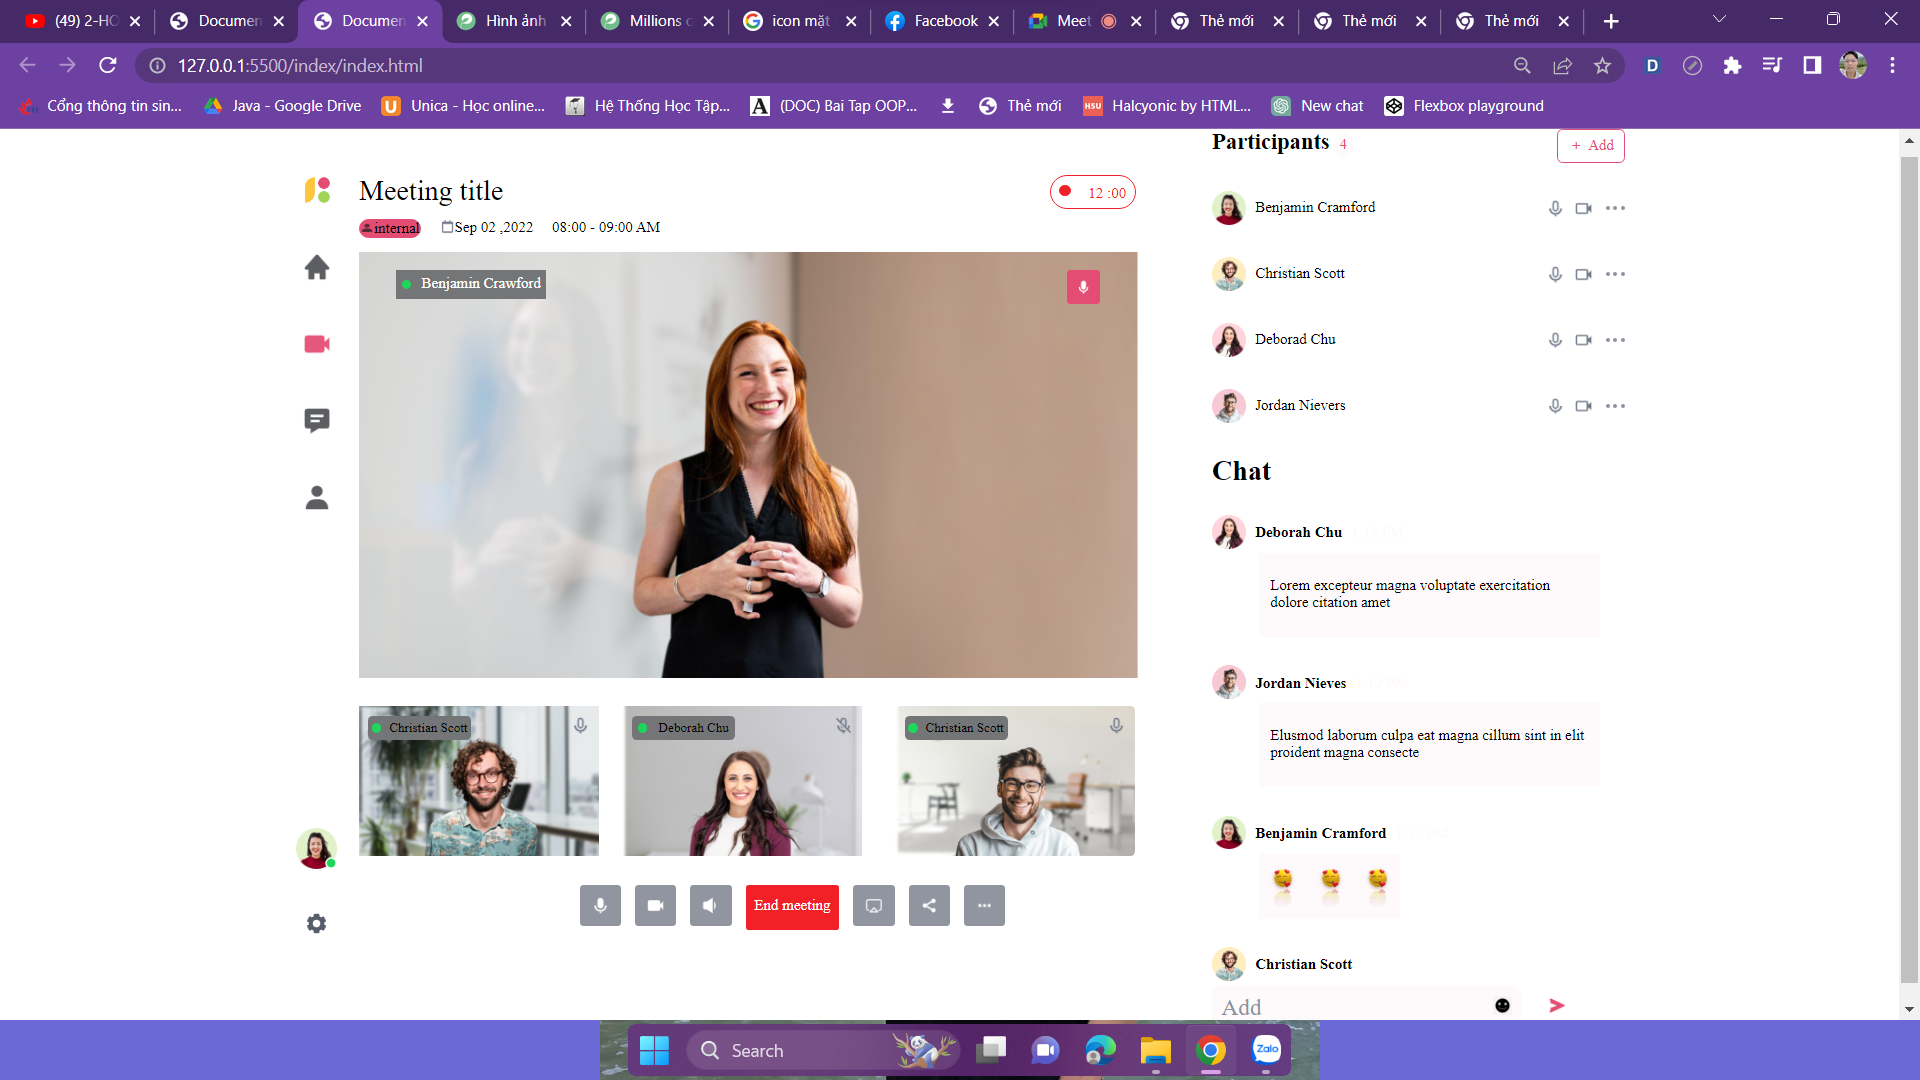 (49) 2-HO
Documen
Documen
Hình ảnh
Millions o
icon mặt
Facebook
Meet
Thẻ mới
Thẻ mới
Thẻ mới
127.0.0.1:5500/index/index.html
Cổng thông tin sin...
Java - Google Drive
Unica - Học online...
Hệ Thống Học Tập...
(DOC) Bai Tap OOP...
Thẻ mới
Halcyonic by HTML...
New chat
Flexbox playground
Meeting title
12 :00
internal
Sep 02 ,2022
08:00 - 09:00 AM
Benjamin Crawford
Christian Scott
Deborah Chu
Christian Scott
End meeting
Participants 4
+ Add
Benjamin Cramford
Christian Scott
Deborad Chu
Jordan Nievers
Chat
Deborah Chu
Lorem excepteur magna voluptate exercitation
dolore citation amet
Jordan Nieves
Elusmod laborum culpa eat magna cillum sint in elit
proident magna consecte
Benjamin Cramford
Christian Scott
Add
Search
Zalo